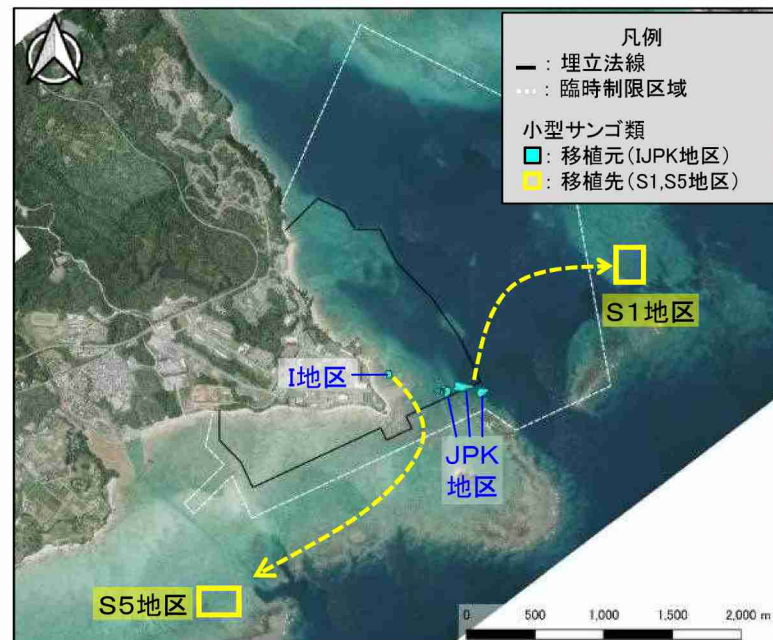 凡例
: 埋立法線
: 臨時制限区域
小型サンゴ類
: 移植元(IJPK地区)
: 移植先(S1,S5地区)
S1地区
I地区
JPK
地区
S5地区
0 500 1,000 1,500 2,000 m